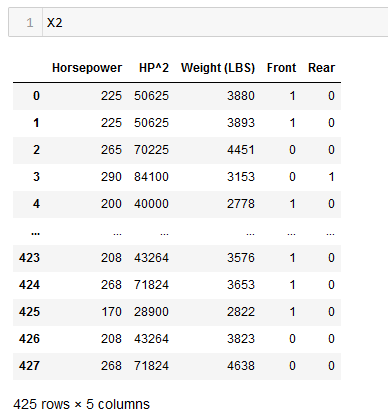 1 X2
Horsepower HP^2 Weight (LBS) Front Rear
0 225 50625 3880 1 0
1 225 50625 3893 1 0
2 265 70225 4451 0 0
3 290 84100 3153 0 1
4 200 40000 2778 1 0
... ... ... ... ... ...
423 208 43264 3576 1 0
424 268 71824 3653 1 0
425 170 28900 2822 1 0
426 208 43264 3823 0 0
427 268 71824 4638 0 0
425 rows × 5 columns